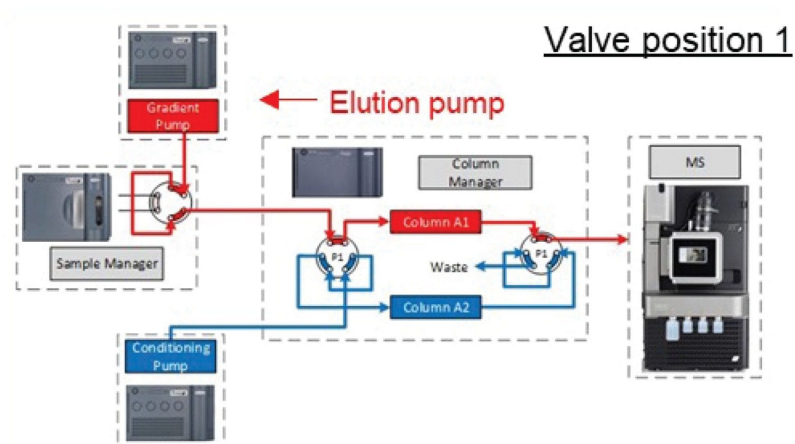 Valve position 1
Gradient
Pump
Elution pump
Column
Manager
MS
Sample Manager
Column A1
P1
P1
Waste
Column A2
Conditioning
Pump